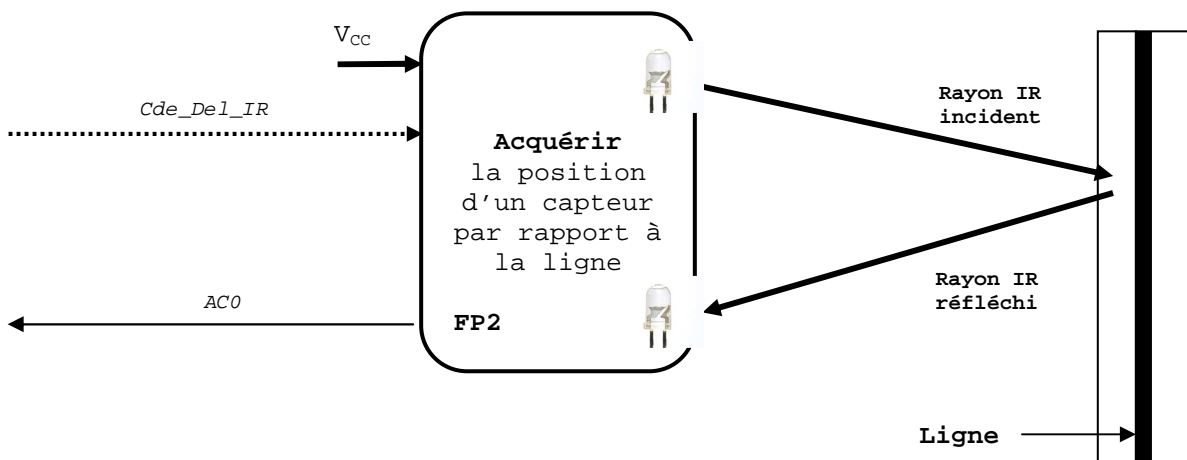 V_CC
Cde_Del_IR
Acquérir
la position
d'un capteur
par rapport à
la ligne
AC0
FP2
Rayon IR
incident
Rayon IR
réfléchi
Ligne